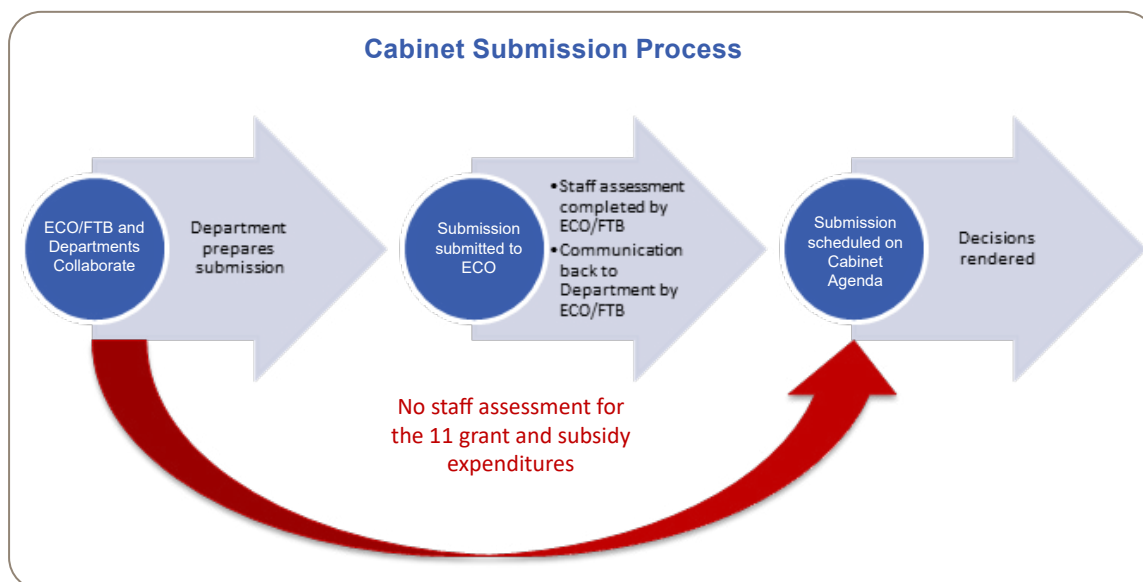 Cabinet Submission Process
ECO/FTB and
Departments
Collaborate
Department
prepares
submission
Submission
submitted to
ECO
•Staff assessment
completed by
ECO/FTB
•Communication
back to
Department by
ECO/FTB
Submission
scheduled on
Cabinet
Agenda
Decisions
rendered
No staff assessment for
the 11 grant and subsidy
expenditures